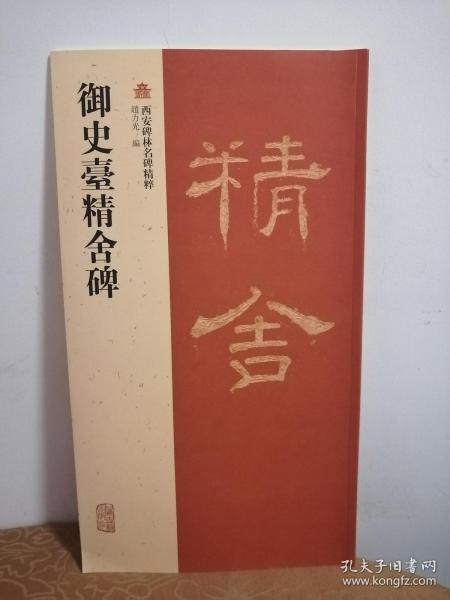 御史臺精舍碑
西安碑林名碑精粹
趙力光 編
精舍
孔夫子旧书网
www.kongfz.com